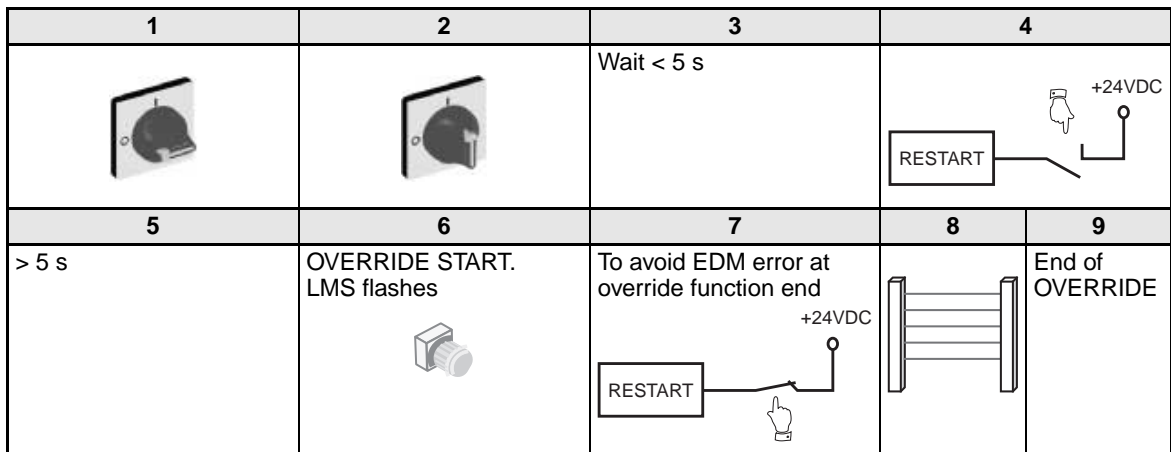 1
2
3
4
Wait < 5 s
+24VDC
RESTART
5
6
7
8
9
> 5 s
OVERRIDE START.
LMS flashes
To avoid EDM error at
override function end
+24VDC
RESTART
End of
OVERRIDE